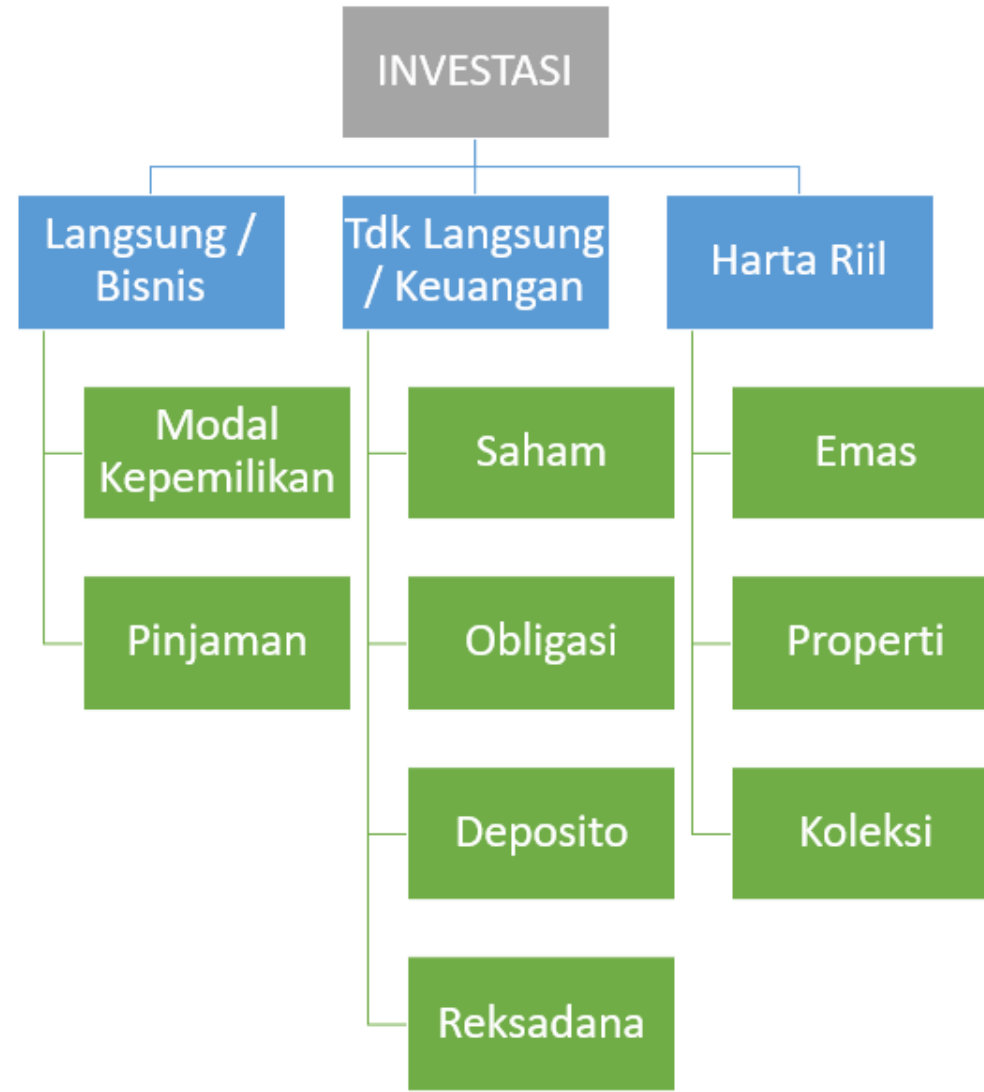 INVESTASI
Langsung /
Bisnis
Tdk Langsung
/ Keuangan
Harta Riil
Modal
Kepemilikan
Pinjaman
Saham
Obligasi
Deposito
Reksadana
Emas
Properti
Koleksi